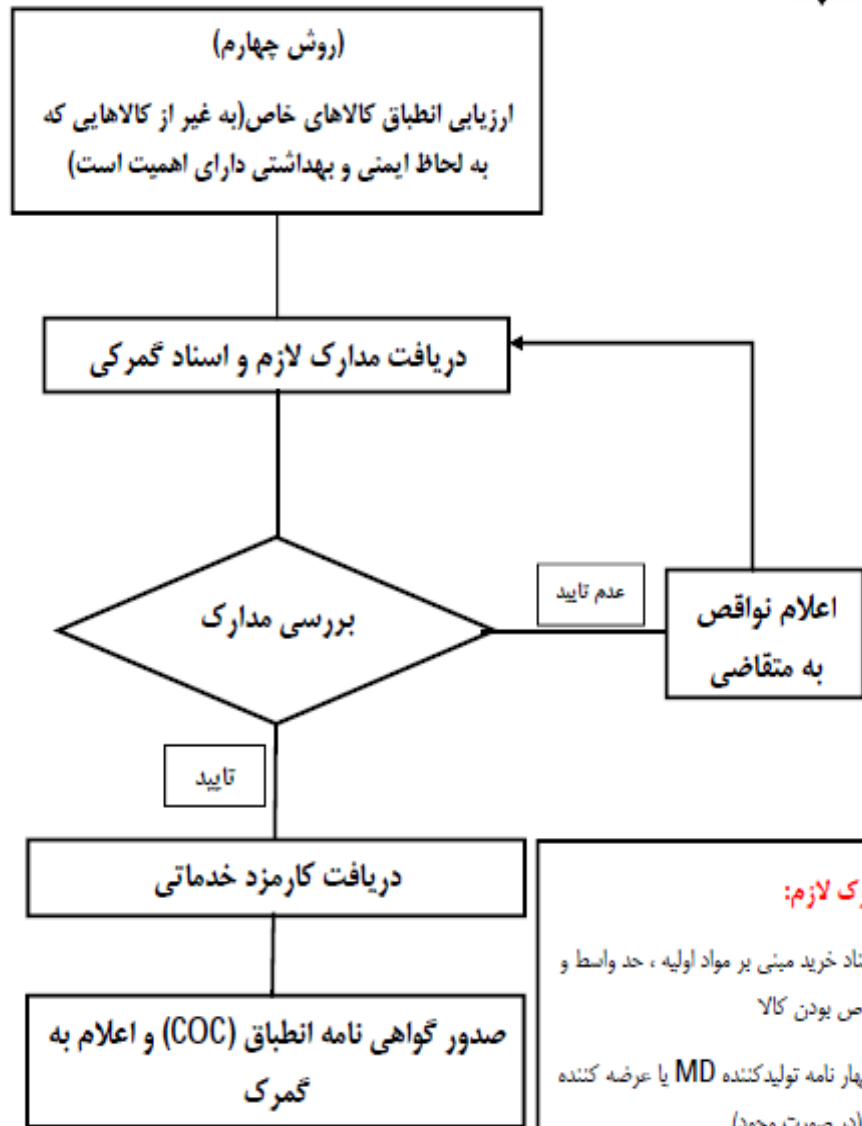 (روش چهارم)
ارزیابی انطباق کالاهای خاص(به غیر از کالاهایی که
به لحاظ ایمنی و بهداشتی دارای اهمیت است)
دریافت مدارک لازم و اسناد گمرکی
بررسی مدارک
عدم تایید
اعلام نواقص
به متقاضی
تایید
دریافت کارمزد خدماتی
صدور گواهی نامه انطباق (COC) و اعلام به
گمرک
لازم:
خرید مبنی بر مواد اولیه ، حد واسط و
بودن کالا
نامه تولیدکننده MD یا عرضه کننده
(در صورت وجود)